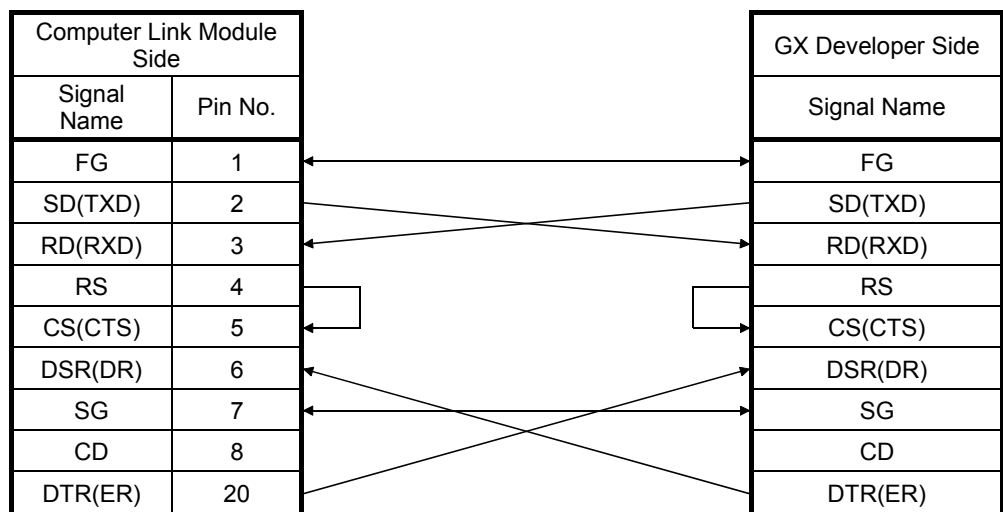 Computer Link Module
Side
GX Developer Side
Signal
Name
Pin No.
Signal Name
FG 1 FG
SD(TXD) 2 SD(TXD)
RD(RXD) 3 RD(RXD)
RS 4 RS
CS(CTS) 5 CS(CTS)
DSR(DR) 6 DSR(DR)
SG 7 SG
CD 8 CD
DTR(ER) 20 DTR(ER)